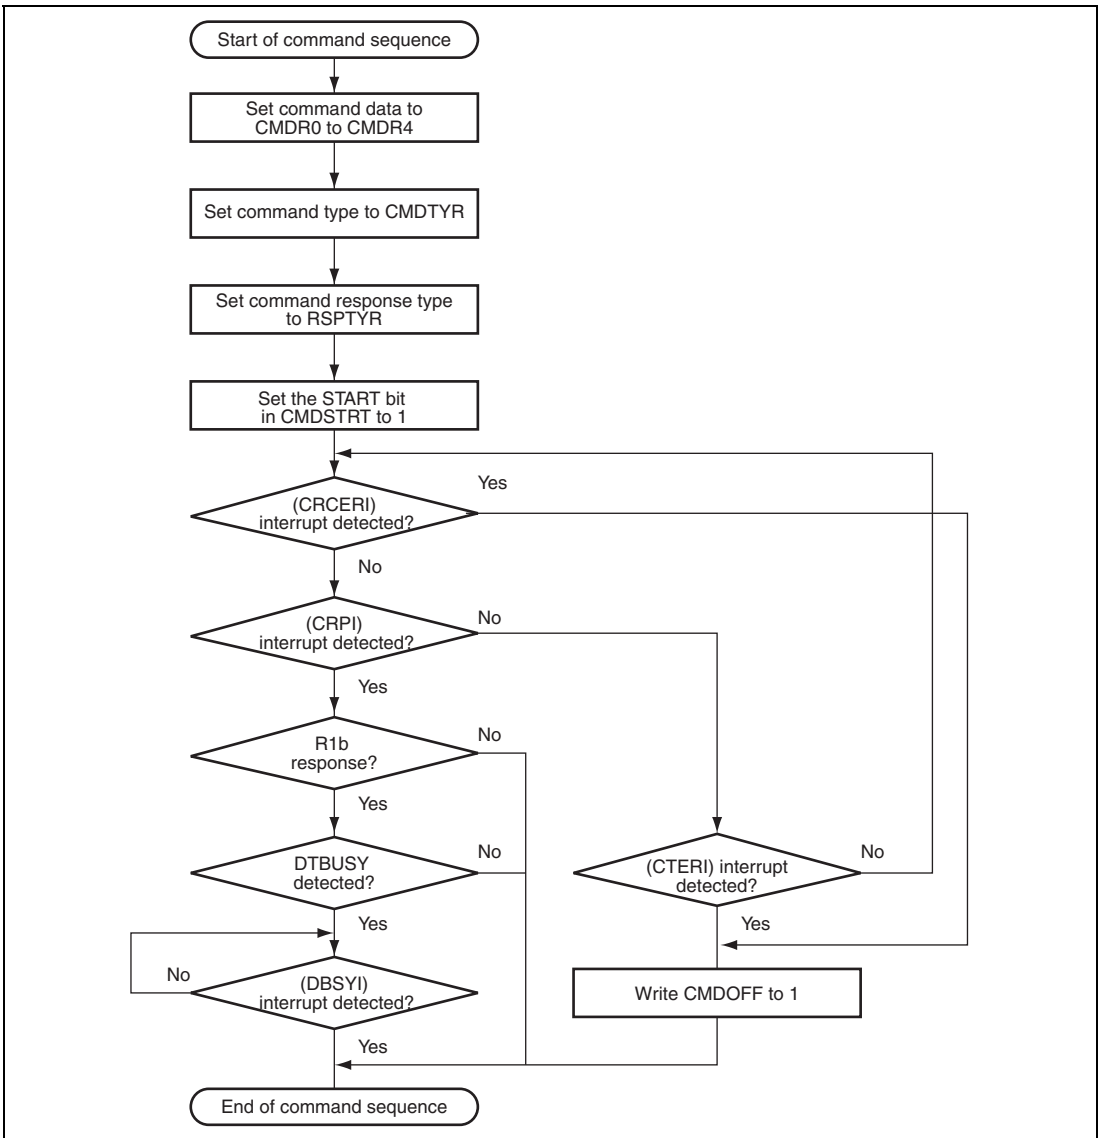 Start of command sequence
Set command data to
CMDR0 to CMDR4
Set command type to CMDTYR
Set command response type
to RSPTYR
Set the START bit
in CMDSTRT to 1
(CRCERI)
interrupt detected?
Yes
No
(CRPI)
interrupt detected?
No
Yes
R1b
response?
No
Yes
DTBUSY
detected?
No
Yes
(CTERI) interrupt
detected?
No
Yes
(DBSYI)
interrupt detected?
No
Yes
Write CMDOFF to 1
End of command sequence